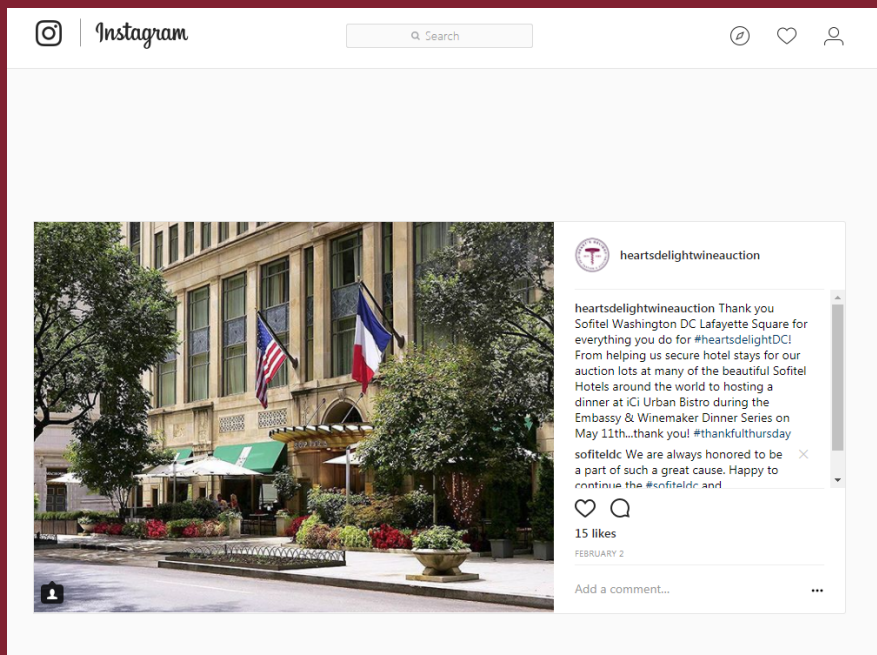 Instagram
Search
heartsdelightwineauction
heartsdelightwineauction Thank you
Sofitel Washington DC Lafayette Square for
everything you do for #heartsdelightDC!
From helping us secure hotel stays for our
auction lots at many of the beautiful Sofitel
Hotels around the world to hosting a
dinner at iCi Urban Bistro during the
Embassy & Winemaker Dinner Series on
May 11th...thank you! #thankfulthursday
sofiteldc We are always honored to be
a part of such a great cause. Happy to
continue the #sofiteldc and
15 likes
FEBRUARY 2
Add a comment...